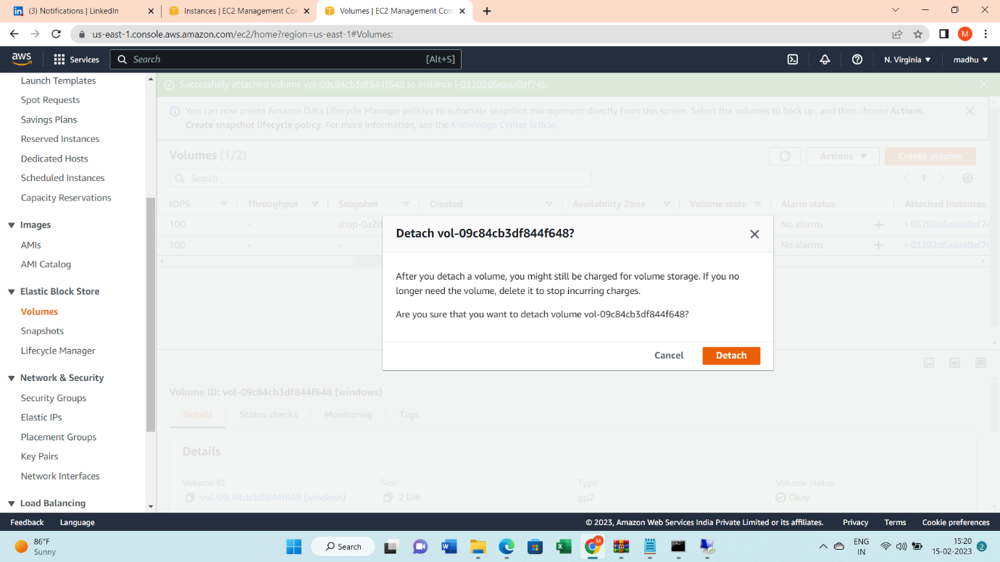 (3) Notifications | LinkedIn
Instances | EC2 Management Con
Volumes | EC2 Management Cons
us-east-1.console.aws.amazon.com/ec2/home?region=us-east-1#Volumes:
M
aws
Services
Search
[Alt+S]
N. Virginia
madhu
Launch Templates
Spot Requests
Savings Plans
Reserved Instances
Dedicated Hosts
Scheduled Instances
Capacity Reservations
Images
AMIs
AMI Catalog
Elastic Block Store
Volumes
Snapshots
Lifecycle Manager
Network & Security
Security Groups
Elastic IPs
Placement Groups
Key Pairs
Network Interfaces
Load Balancing
Successfully attached volume vol-09c84cb3df844f648 to instance i-03202d6eaaa0af74b.
You can now create Amazon Data Lifecycle Manager policies to automate snapshot management directly from this screen. Select the volumes to back up, and then choose Actions,
Create snapshot lifecycle policy. For more information, see the Knowledge Center article.
Volumes (1/2)
Actions
Create volume
Search
1
IOPS Throughput Snapshot Created Availability Zone Volume state Alarm status Attached Instances
100 - snap-0a2d No alarms + i-03202d6eaaa0af74
100 - - No alarms + i-03202d6eaaa0af74
Detach vol-09c84cb3df844f648?
After you detach a volume, you might still be charged for volume storage. If you no
longer need the volume, delete it to stop incurring charges.
Are you sure that you want to detach volume vol-09c84cb3df844f648?
Cancel
Detach
Volume ID: vol-09c84cb3df844f648 (windows)
Details Status checks Monitoring Tags
Details
Volume ID Size Type Volume status
vol-09c84cb3df844f648 (windows) 2 GiB gp2 Okay
Feedback Language
© 2023, Amazon Web Services India Private Limited or its affiliates. Privacy Terms Cookie preferences
86°F
Sunny
Search
ENG
IN
15:20
15-02-2023
2